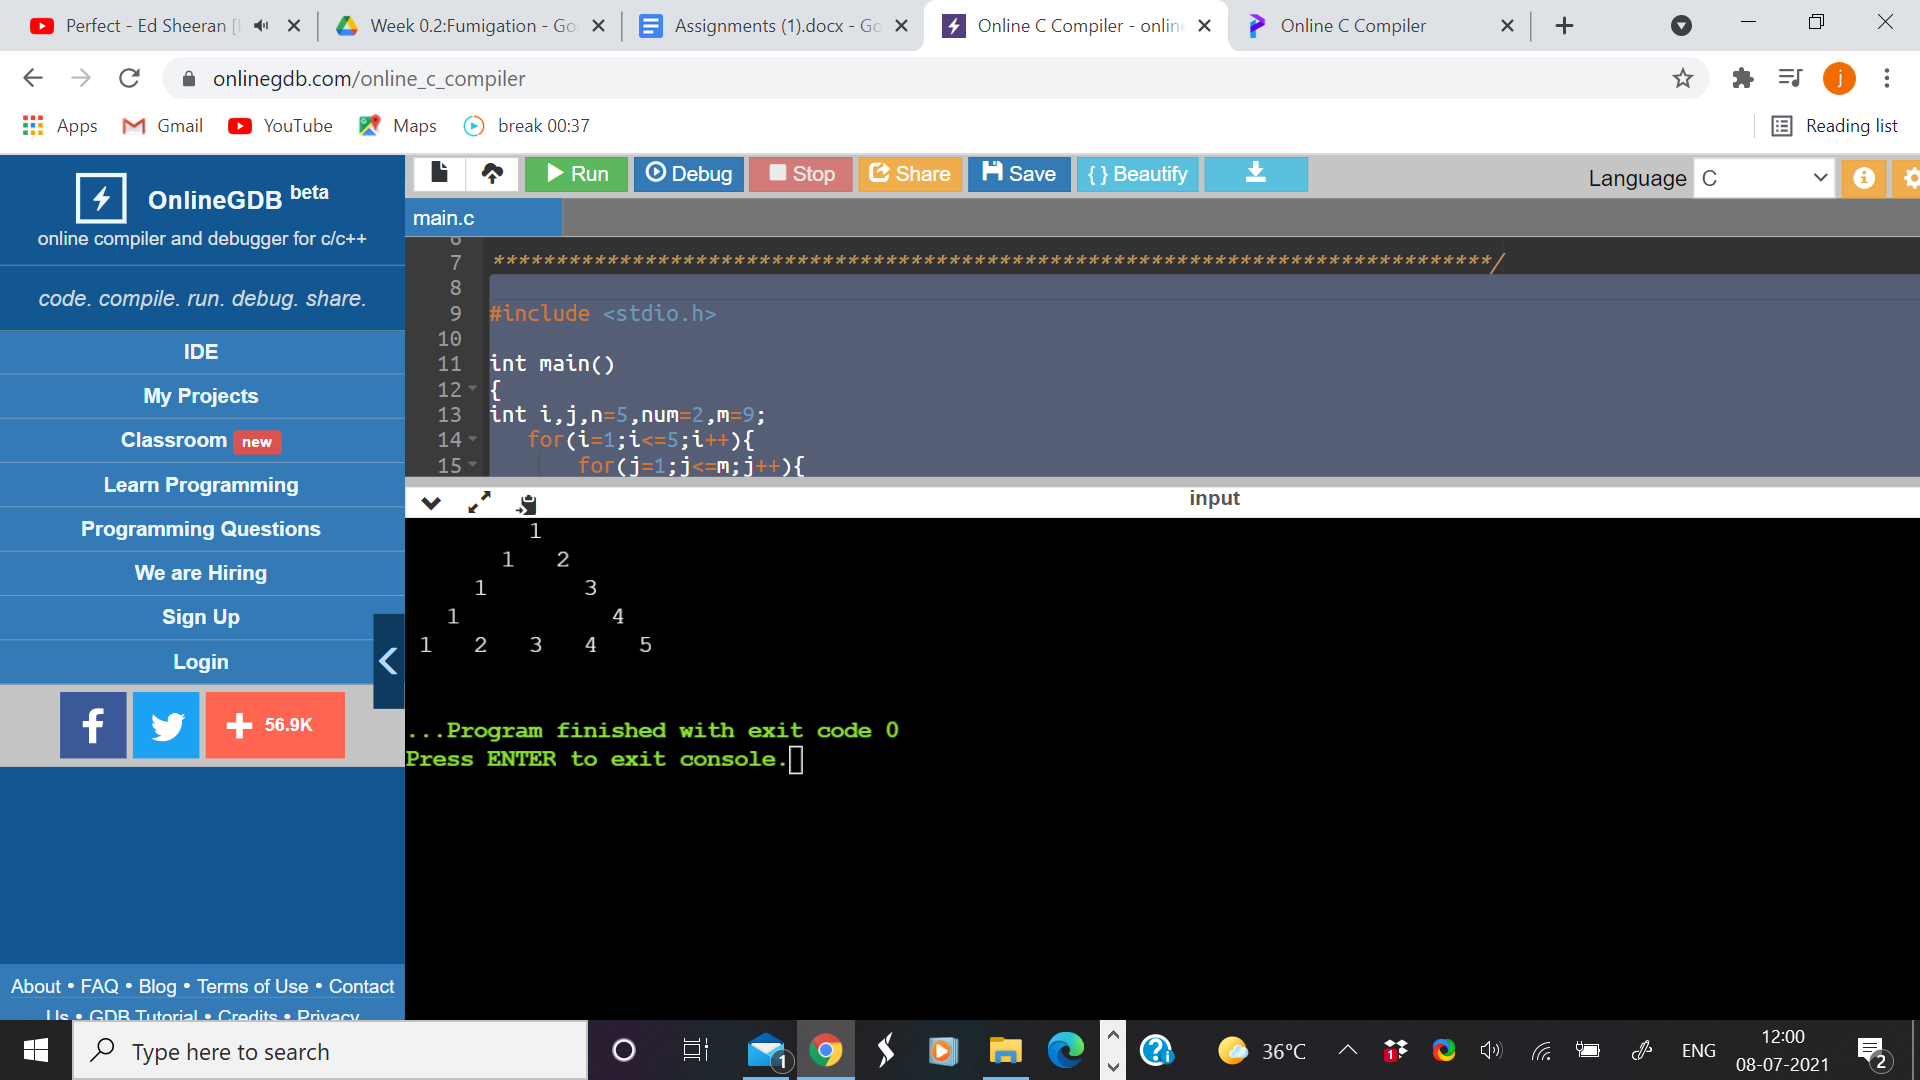 Perfect - Ed Sheeran [
Week 0.2:Fumigation - Go
Assignments (1).docx - Go
Online C Compiler - online
Online C Compiler
onlinegdb.com/online_c_compiler
j
Apps
Gmail
YouTube
Maps
break 00:37
Reading list
OnlineGDB beta
online compiler and debugger for c/c++
code. compile. run. debug. share.
IDE
My Projects
Classroom new
Learn Programming
Programming Questions
We are Hiring
Sign Up
Login
56.9K
About • FAQ • Blog • Terms of Use • Contact
Us • GDB Tutorial • Credits • Privacy
Run
Debug
Stop
Share
Save
{ } Beautify
Language C
main.c
6
7 *******************************************************************************/
8
9 #include <stdio.h>
10
11 int main()
12 {
13 int i,j,n=5,num=2,m=9;
14 for(i=1;i<=5;i++){
15 for(j=1;j<=m;j++){
input
1
1 2
1 3
1 4
1 2 3 4 5
...Program finished with exit code 0
Press ENTER to exit console.
Type here to search
1
36°C
1
ENG
12:00
08-07-2021
2